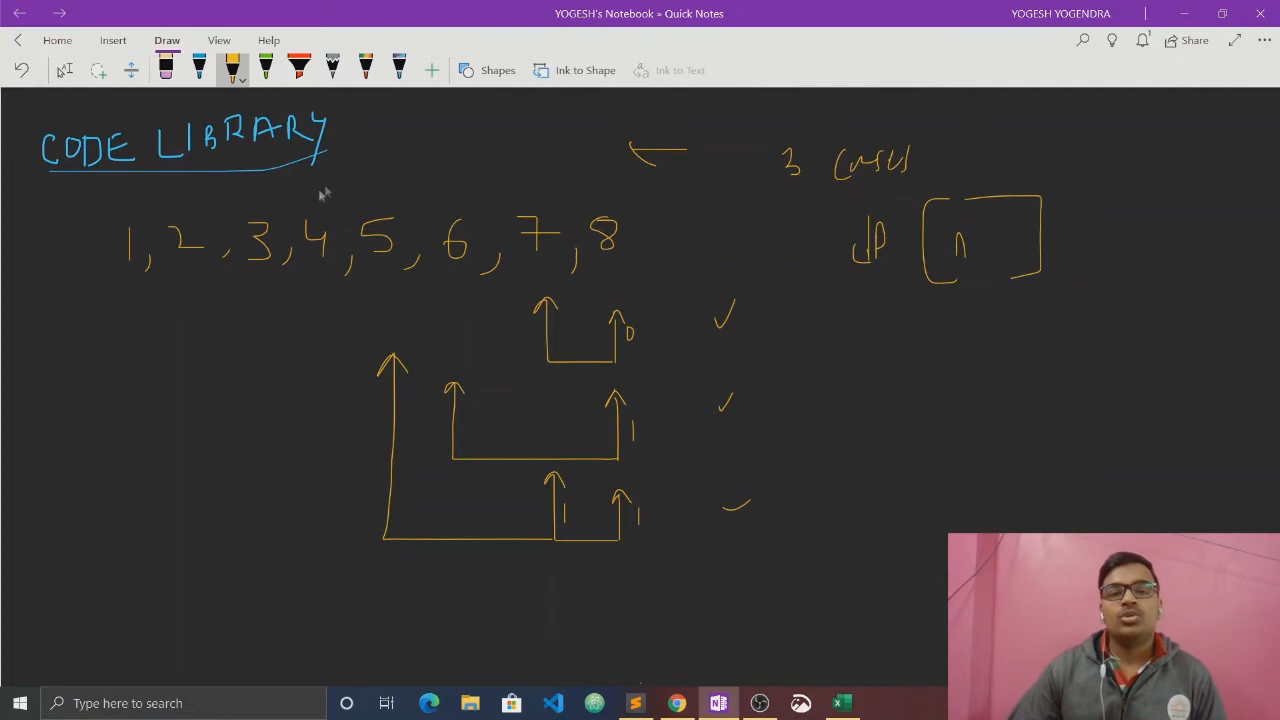 YOGESH's Notebook » Quick Notes
YOGESH YOGENDRA
Home Insert Draw View Help
Share
Shapes Ink to Shape Ink to Text
CODE LIBRARY
3 cases
1, 2, 3, 4, 5, 6, 7, 8
dp [n]
0
1
1 1
Type here to search